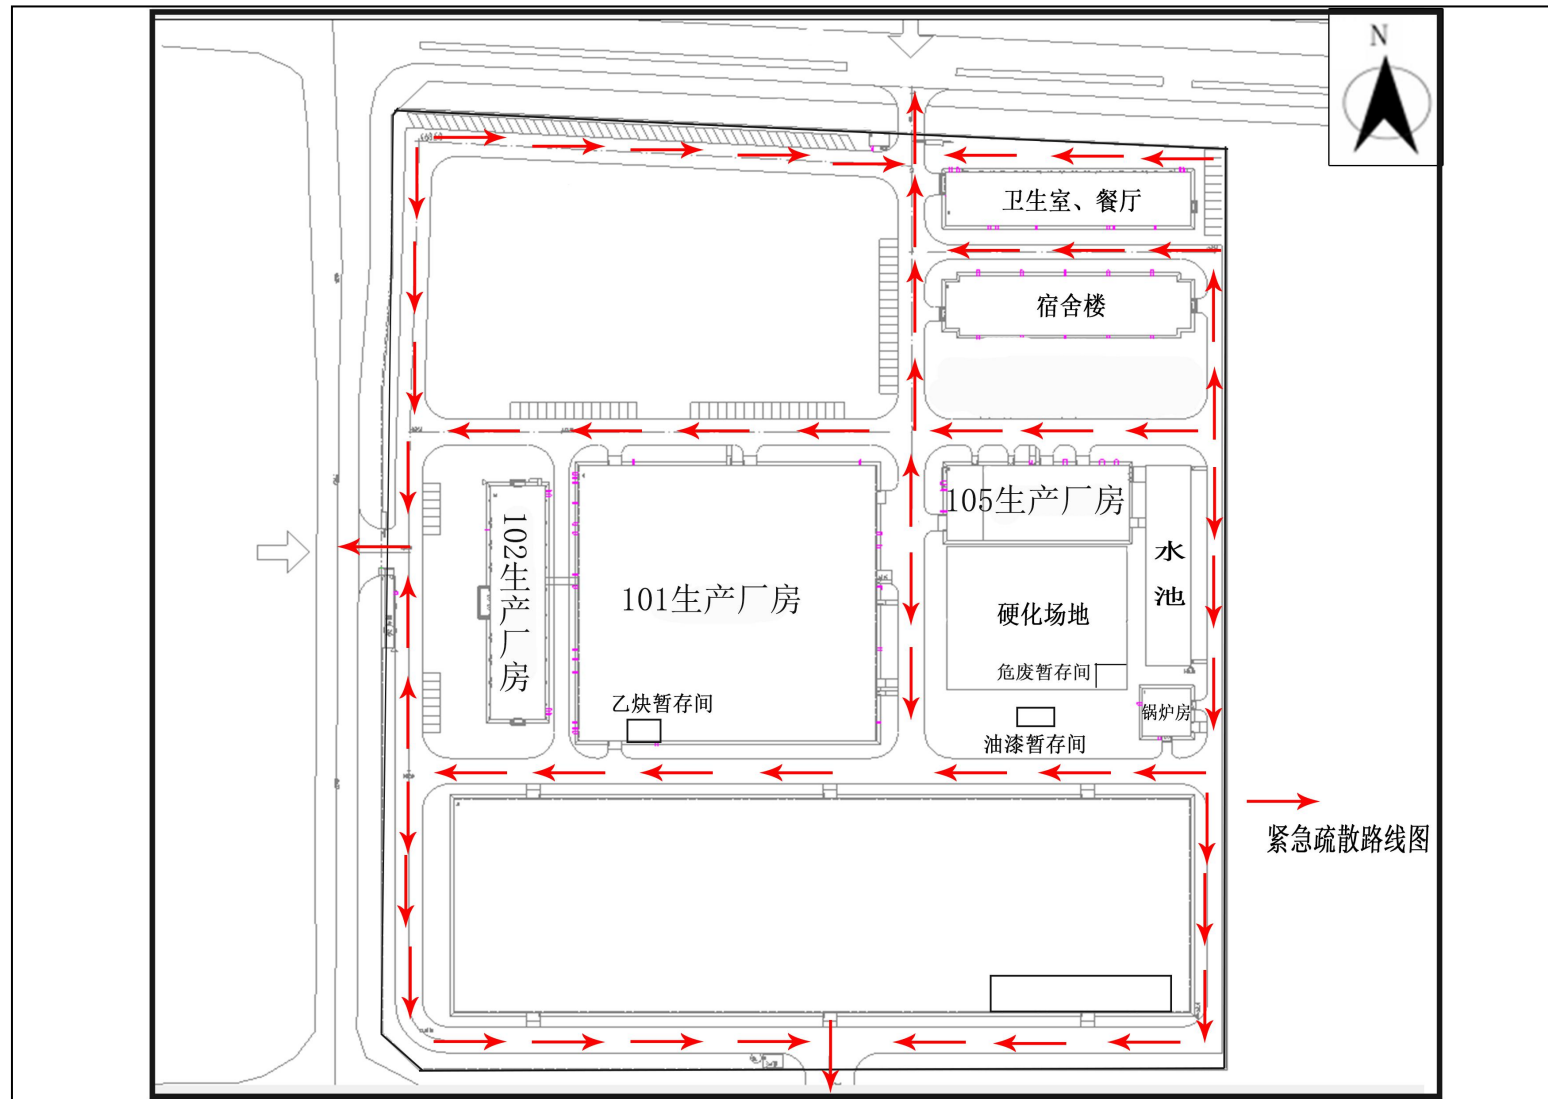 N
卫生室、餐厅
宿舍楼
105生产厂房
102生产厂房
水池
101生产厂房
硬化场地
危废暂存间
乙炔暂存间
锅炉房
油漆暂存间
紧急疏散路线图